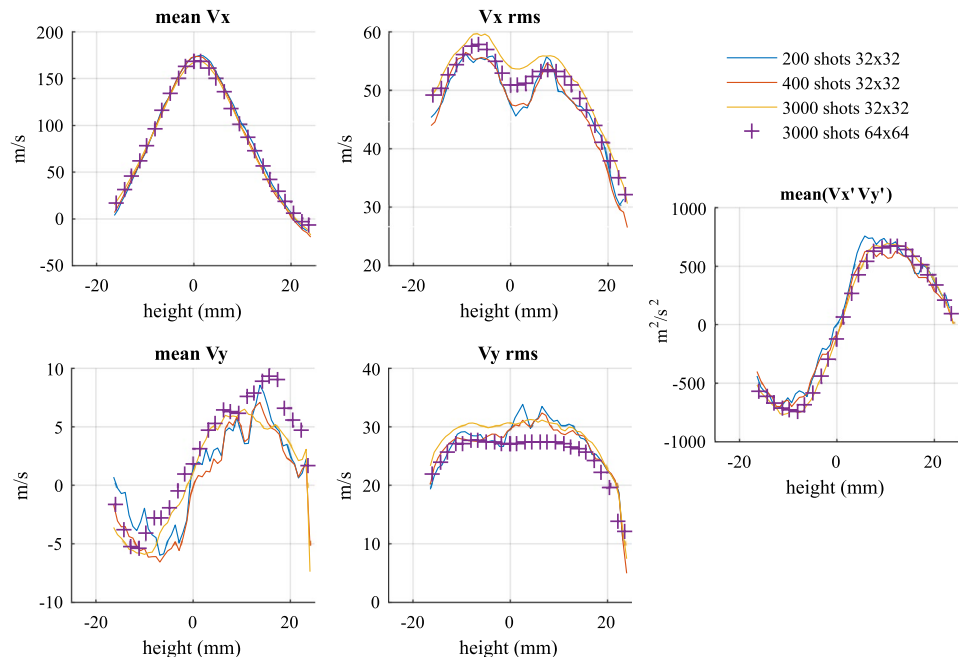 mean Vx
200
150
100
50
0
-50
m/s
-20
0
20
height (mm)
Vx rms
60
50
40
30
20
m/s
-20
0
20
height (mm)
200 shots 32x32
400 shots 32x32
3000 shots 32x32
3000 shots 64x64
mean(Vx' Vy')
1000
500
0
-500
-1000
m²/s²
-20
0
20
height (mm)
mean Vy
10
5
0
-5
-10
m/s
-20
0
20
height (mm)
Vy rms
40
30
20
10
0
m/s
-20
0
20
height (mm)